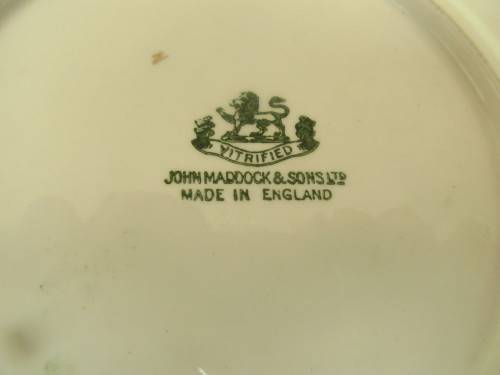 VITRIFIED
JOHN MADDOCK & SONS LTD
MADE IN ENGLAND